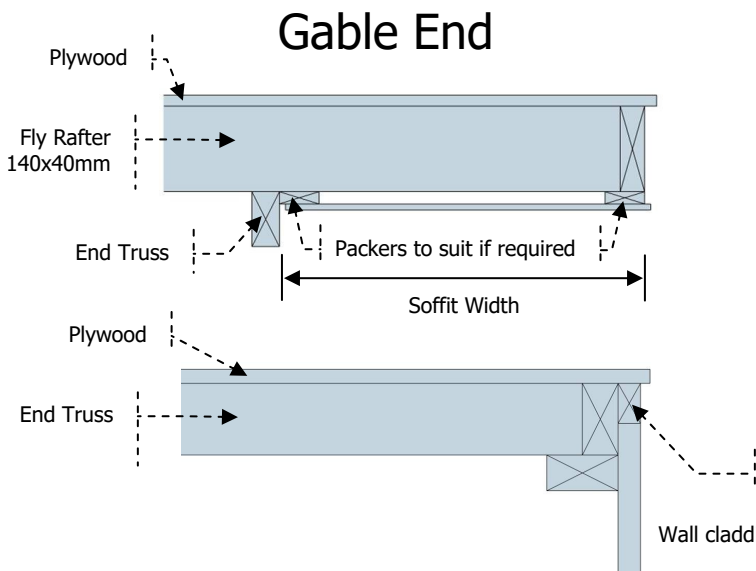 Gable End
Plywood
Fly Rafter
140x40mm
End Truss
Packers to suit if required
Soffit Width
Plywood
End Truss
Wall cladd